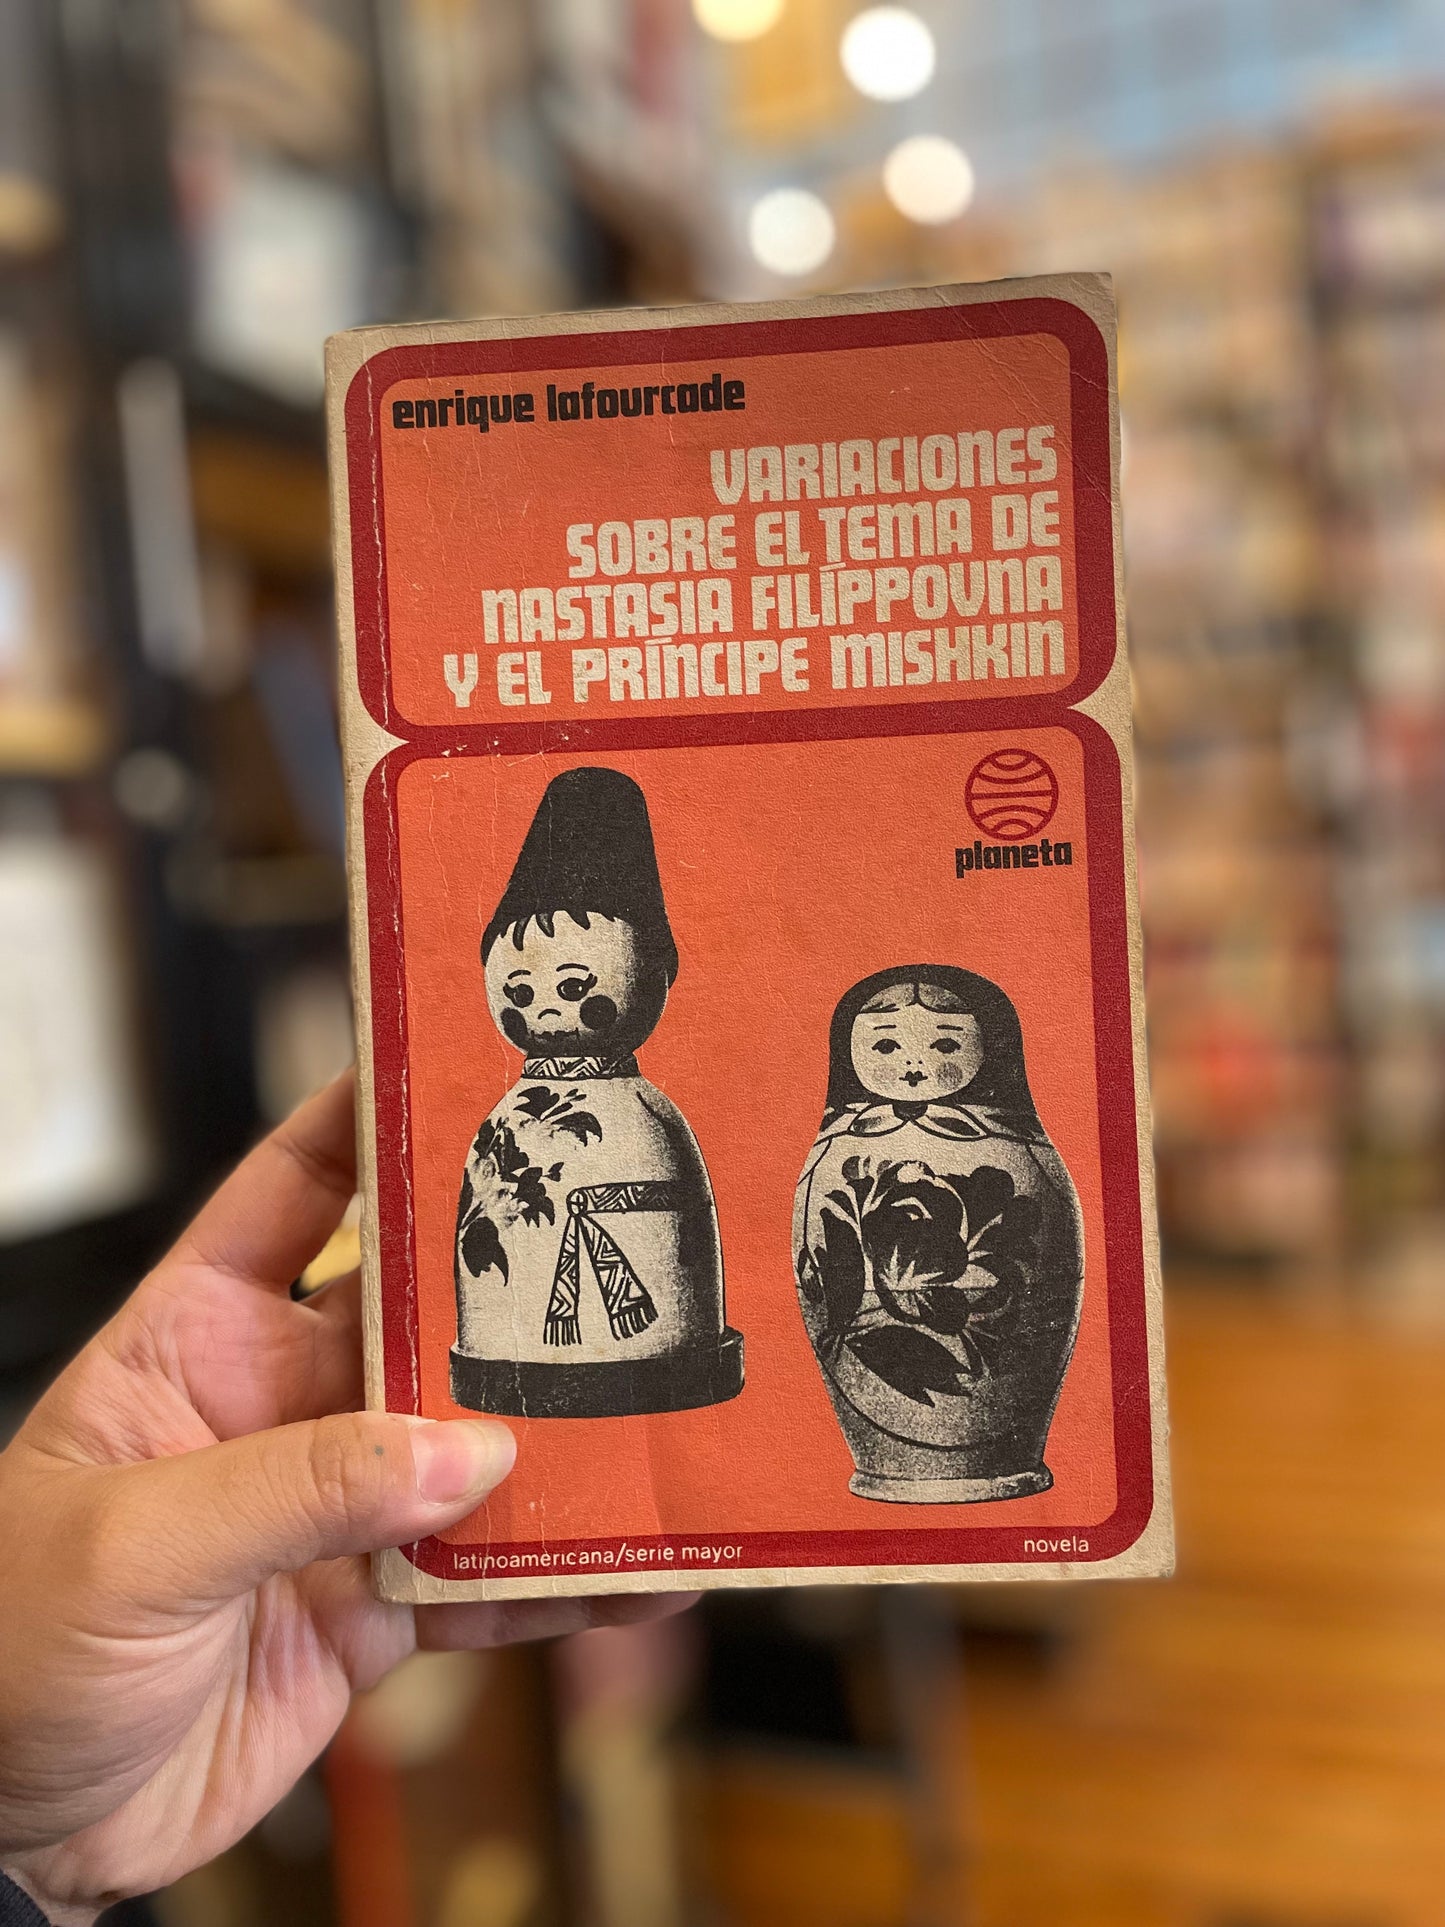 enrique lafourcade
VARIACIONES
SOBRE EL TEMA DE
NASTASIA FILÍPPOVNA
Y EL PRÍNCIPE MISHKIN
planeta
latinoamericana/serie mayor
novela